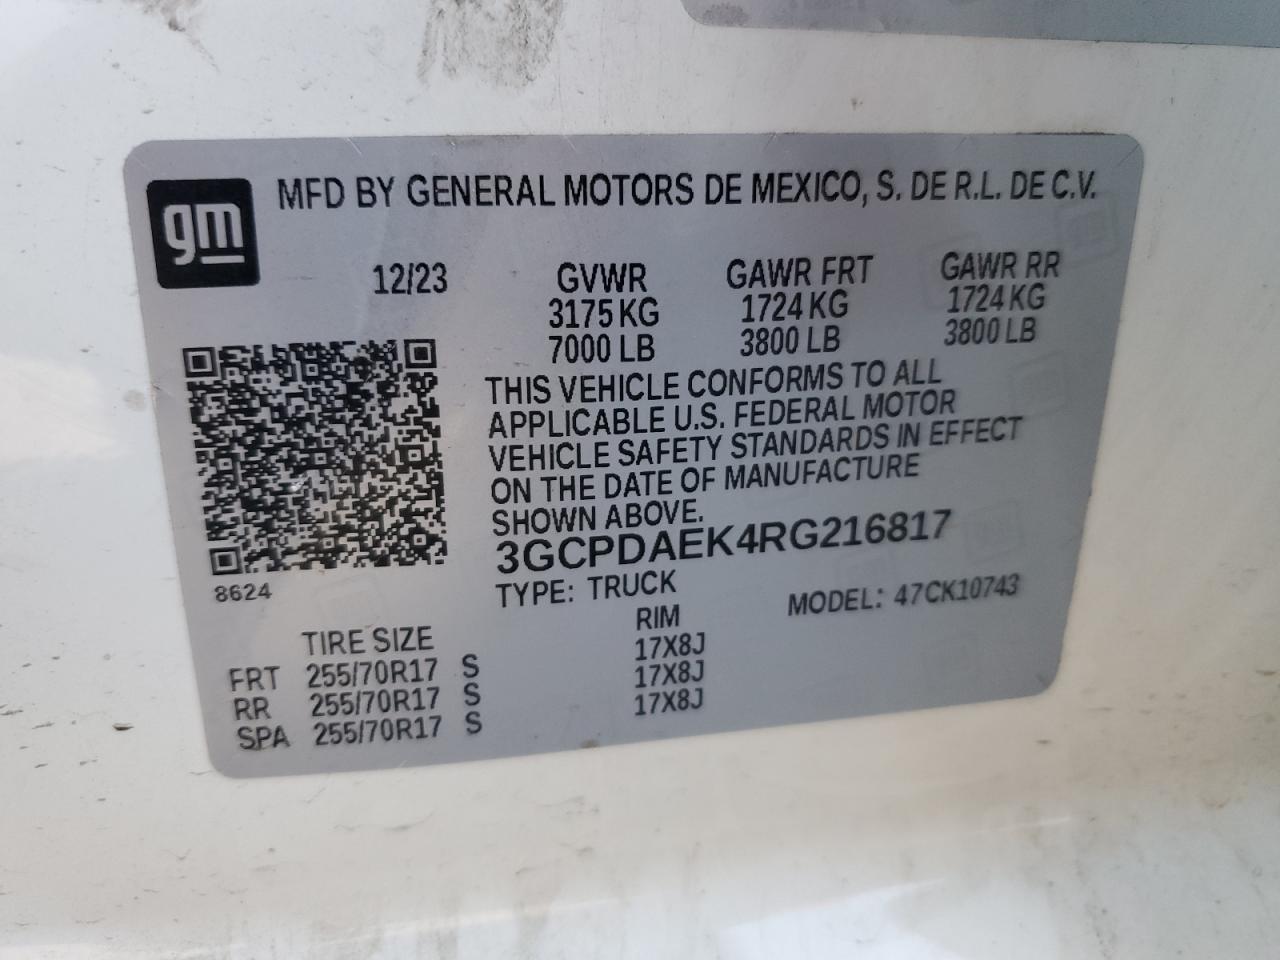 gm
MFD BY GENERAL MOTORS DE MEXICO, S. DE R.L. DE C.V.
12/23 GVWR GAWR FRT GAWR RR
3175 KG 1724 KG 1724 KG
7000 LB 3800 LB 3800 LB
THIS VEHICLE CONFORMS TO ALL
APPLICABLE U.S. FEDERAL MOTOR
VEHICLE SAFETY STANDARDS IN EFFECT
ON THE DATE OF MANUFACTURE
SHOWN ABOVE.
3GCPDAEK4RG216817
8624
TYPE: TRUCK MODEL: 47CK10743
TIRE SIZE RIM
FRT 255/70R17 S 17X8J
RR 255/70R17 S 17X8J
SPA 255/70R17 S 17X8J